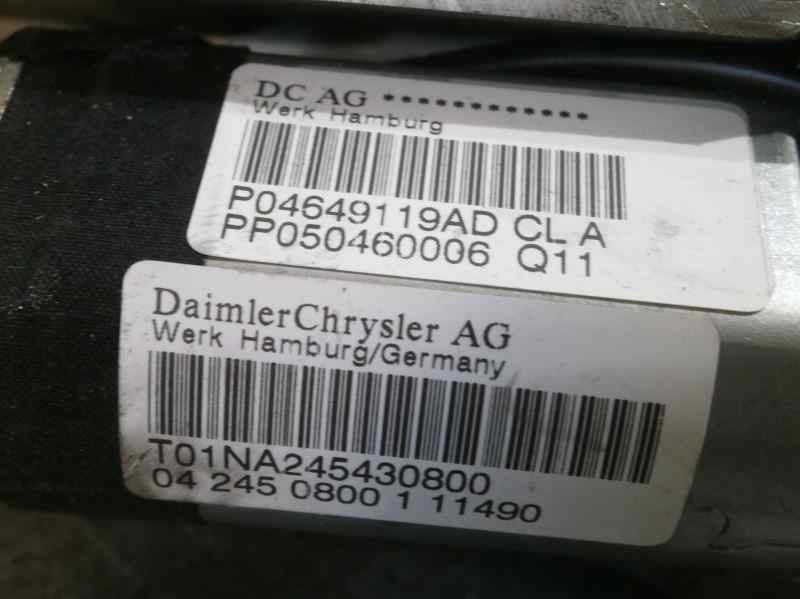 DC AG ••••••••••••
Werk Hamburg
P04649119AD CL A
PP050460006 Q11
DaimlerChrysler AG
Werk Hamburg/Germany
T01NA245430800
04 245 0800 1 11490